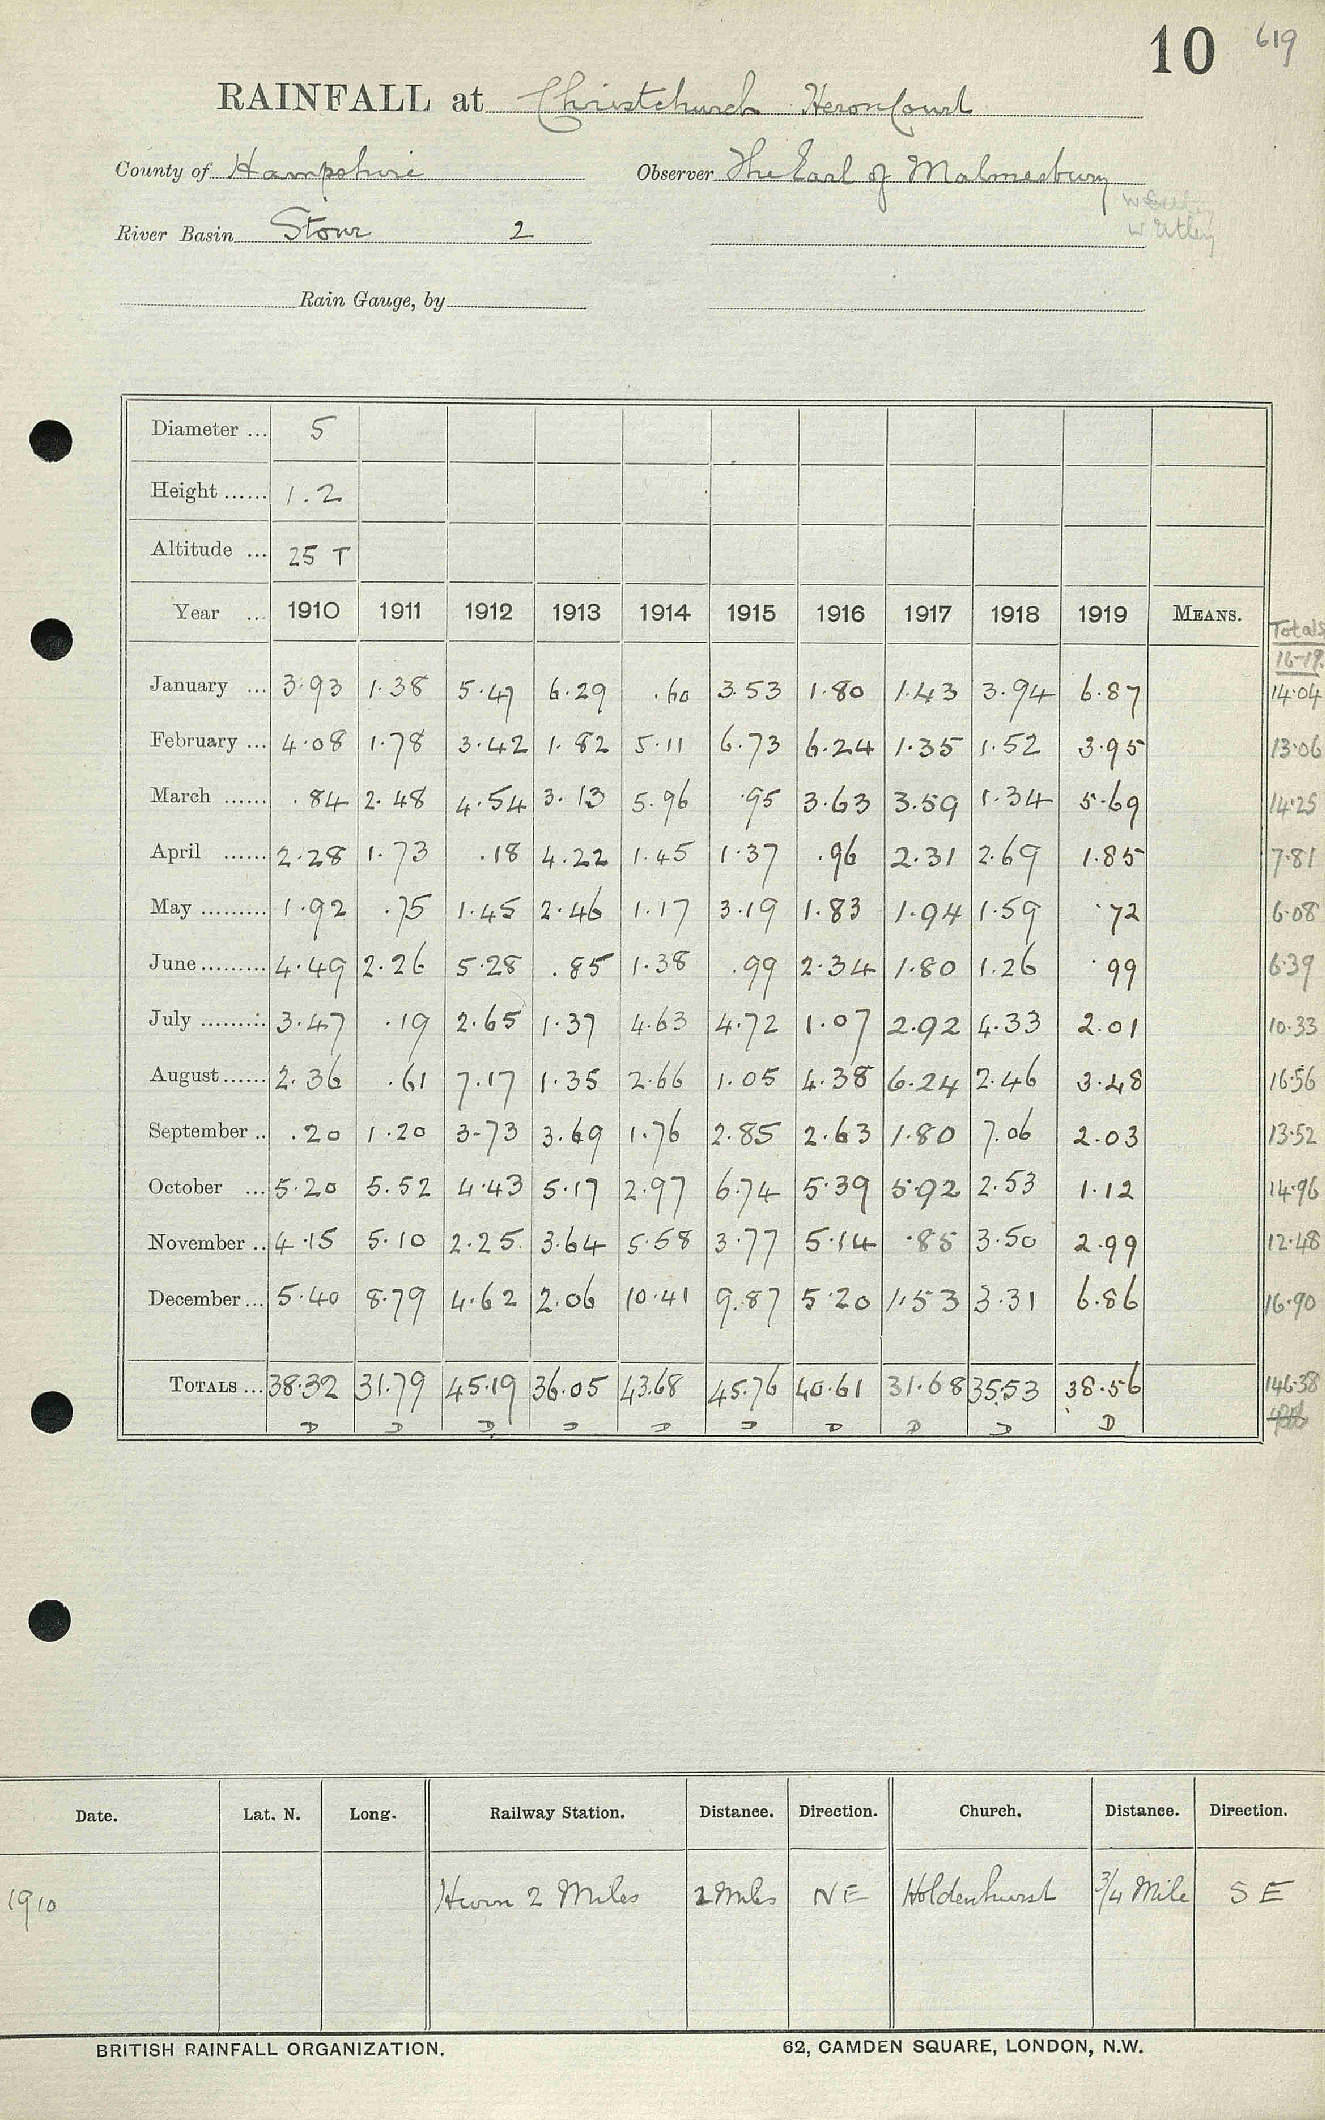 10 619
RAINFALL at Christchurch Heron Court
County of Hampshire Observer The Earl of Malmesbury
River Basin Stour 2 W Utley
Rain Gauge, by
Diameter ... 5
Height ...... 1.2
Altitude ... 25 T
Year ... 1910 1911 1912 1913 1914 1915 1916 1917 1918 1919 MEANS. Totals
16-19.
January ... 3.93 1.38 5.47 6.29 .60 3.53 1.80 1.43 3.94 6.87 14.04
February ... 4.08 1.78 3.42 1.82 5.11 6.73 6.24 1.35 1.52 3.95 13.06
March ...... .84 2.48 4.54 3.13 5.96 .95 3.63 3.59 1.34 5.69 14.25
April ...... 2.28 1.73 .18 4.22 1.45 1.37 .96 2.31 2.69 1.85 7.81
May ......... 1.92 .75 1.45 2.46 1.17 3.19 1.83 1.94 1.59 .72 6.08
June ......... 4.49 2.26 5.28 .85 1.38 .99 2.34 1.80 1.26 .99 6.39
July ......... 3.47 .19 2.65 1.37 4.63 4.72 1.07 2.92 4.33 2.01 10.33
August ...... 2.36 .61 7.17 1.35 2.66 1.05 4.38 6.24 2.46 3.48 16.56
September .. .20 1.20 3.73 3.69 1.76 2.85 2.63 1.80 7.06 2.03 13.52
October ... 5.20 5.52 4.43 5.17 2.97 6.74 5.39 5.92 2.53 1.12 14.96
November .. 4.15 5.10 2.25 3.64 5.58 3.77 5.14 .85 3.50 2.99 12.48
December ... 5.40 8.79 4.62 2.06 10.41 9.87 5.20 1.53 3.31 6.86 16.90
TOTALS ... 38.32 31.79 45.19 36.05 43.68 45.76 40.61 31.68 35.53 38.56 146.38
D D D D D D D D D D
Date. Lat. N. Long. Railway Station. Distance. Direction. Church. Distance. Direction.
1910 Hurn 2 Miles 2 Miles NE Holdenhurst 3/4 Mile SE
BRITISH RAINFALL ORGANIZATION. 62, CAMDEN SQUARE, LONDON, N.W.